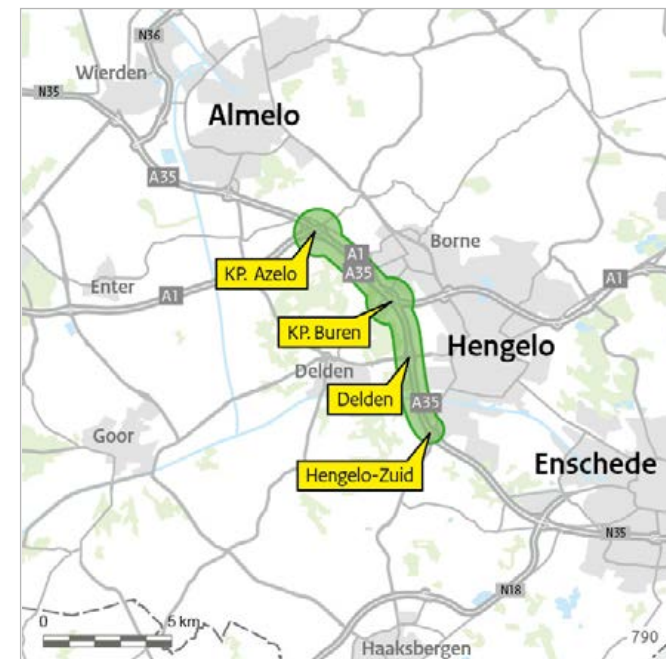 N36
Wierden
N35
Almelo
A35
KP. Azelo
A1
A35
Borne
Enter
A1
A1
KP. Buren
Hengelo
Delden
Delden
A35
Goor
Hengelo-Zuid
Enschede
N35
N18
0
5 km
Haaksbergen
790